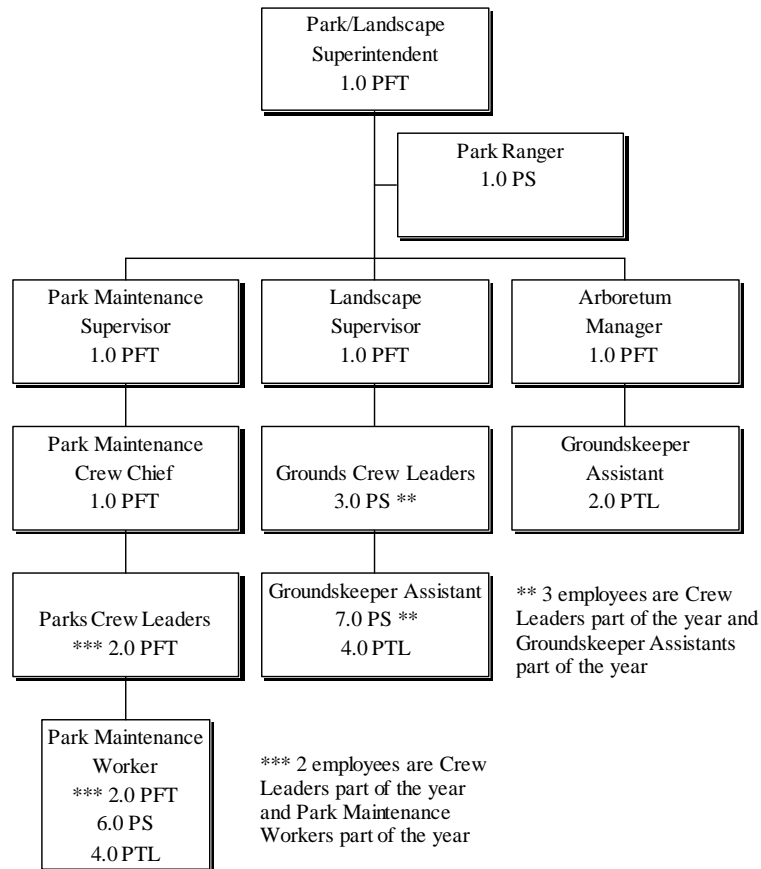 Park/Landscape
Superintendent
1.0 PFT
Park Ranger
1.0 PS
Park Maintenance
Supervisor
1.0 PFT
Landscape
Supervisor
1.0 PFT
Arboretum
Manager
1.0 PFT
Park Maintenance
Crew Chief
1.0 PFT
Grounds Crew Leaders
3.0 PS **
Groundskeeper
Assistant
2.0 PTL
Parks Crew Leaders
*** 2.0 PFT
Groundskeeper Assistant
7.0 PS **
4.0 PTL
** 3 employees are Crew
Leaders part of the year and
Groundskeeper Assistants
part of the year
Park Maintenance
Worker
*** 2.0 PFT
6.0 PS
4.0 PTL
*** 2 employees are Crew
Leaders part of the year
and Park Maintenance
Workers part of the year